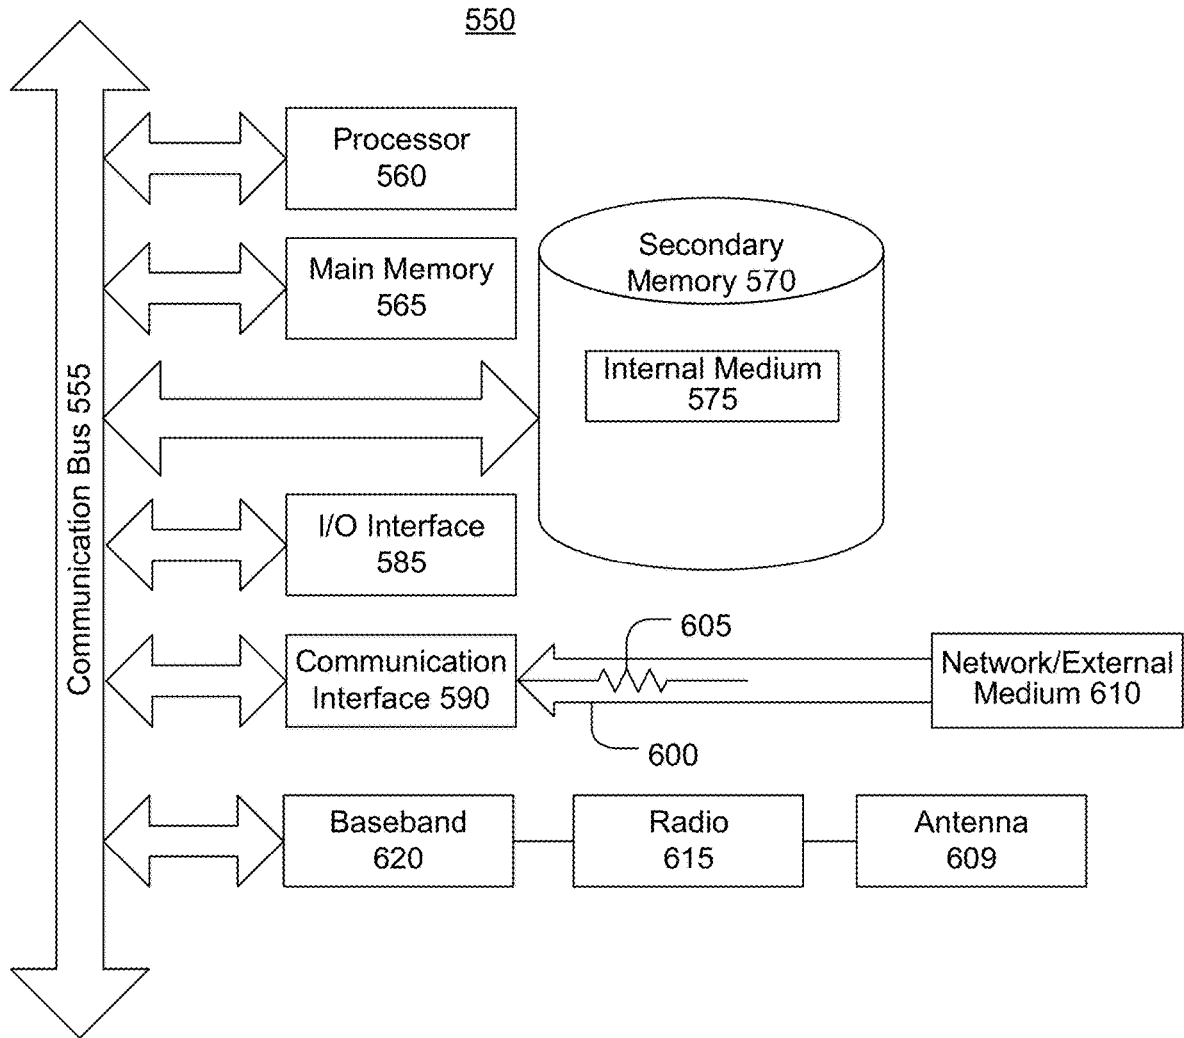 550
Processor
560
Main Memory
565
Secondary
Memory 570
Internal Medium
575
Communication Bus 555
I/O Interface
585
Communication
Interface 590
605
600
Network/External
Medium 610
Baseband
620
Radio
615
Antenna
609